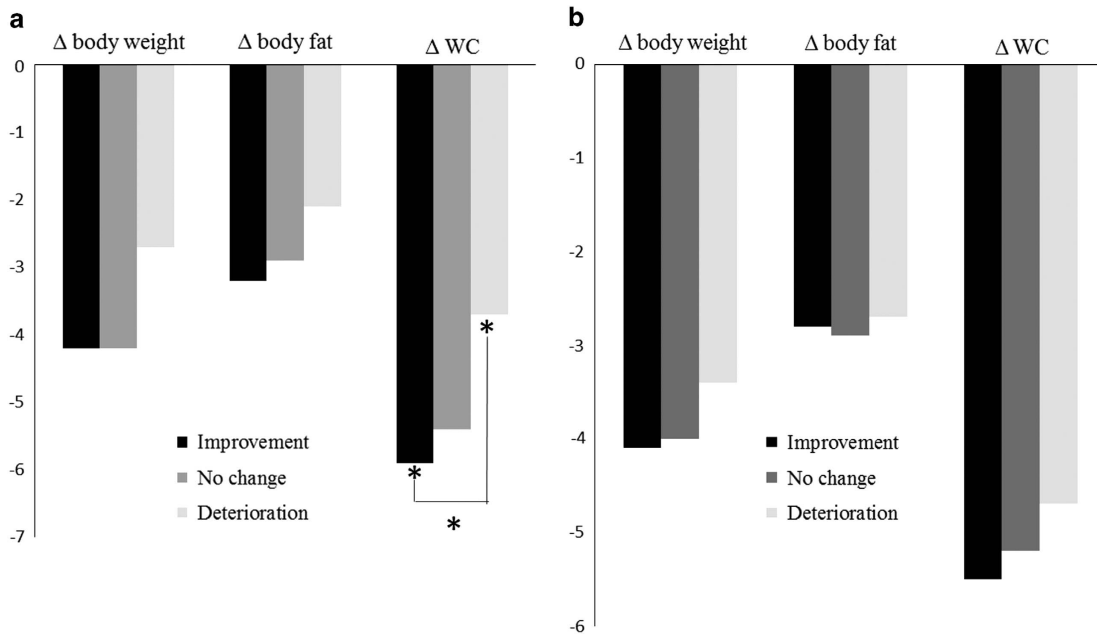 a
Δ body weight Δ body fat Δ WC
0
-1
-2
-3
-4
-5
-6
-7
*
*
*
Improvement
No change
Deterioration
b
Δ body weight Δ body fat Δ WC
0
-1
-2
-3
-4
-5
-6
Improvement
No change
Deterioration